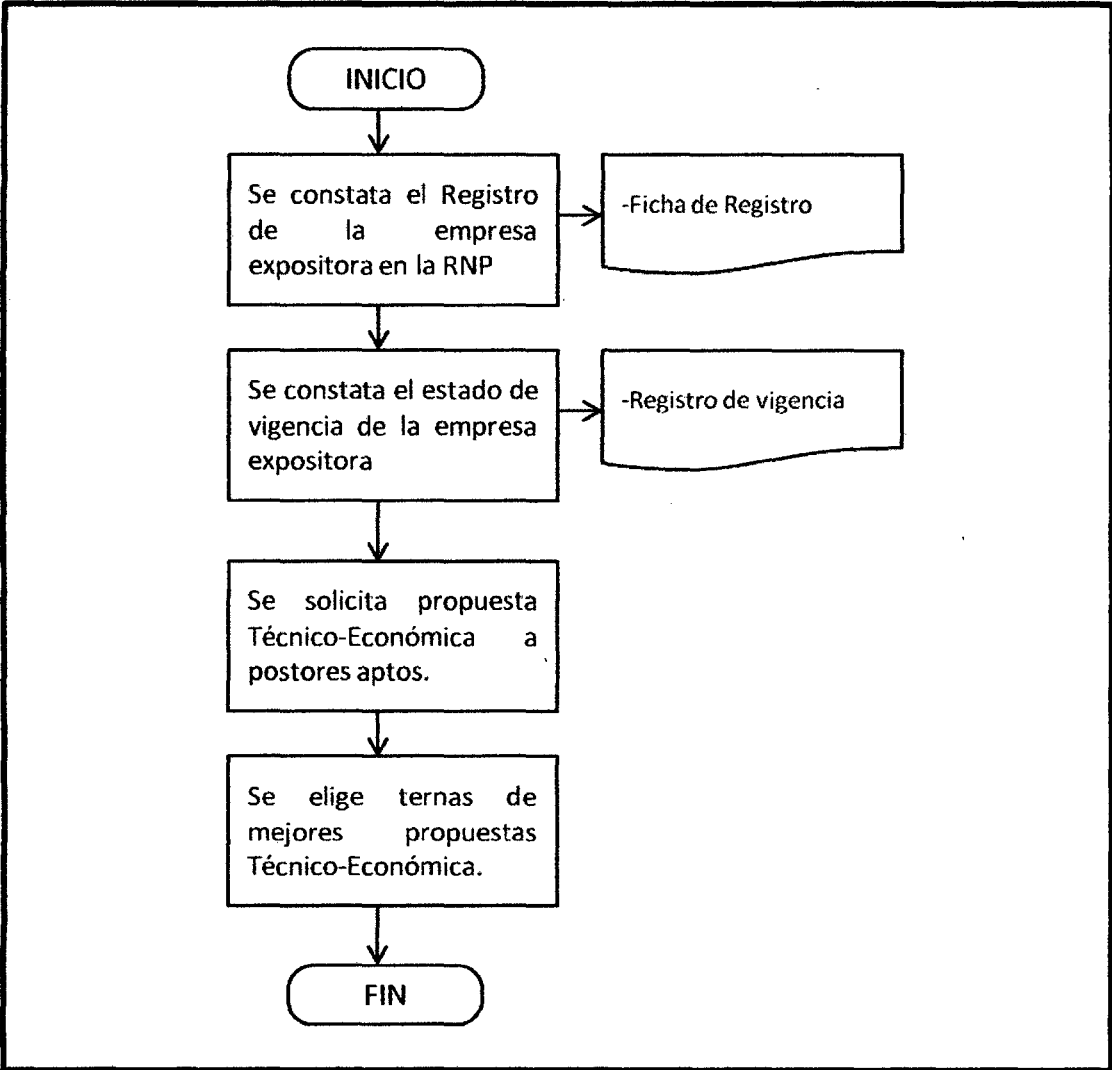 INICIO
Se constata el Registro
de la empresa
expositora en la RNP
-Ficha de Registro
Se constata el estado de
vigencia de la empresa
expositora
-Registro de vigencia
Se solicita propuesta
Técnico-Económica a
postores aptos.
Se elige ternas de
mejores propuestas
Técnico-Económica.
FIN